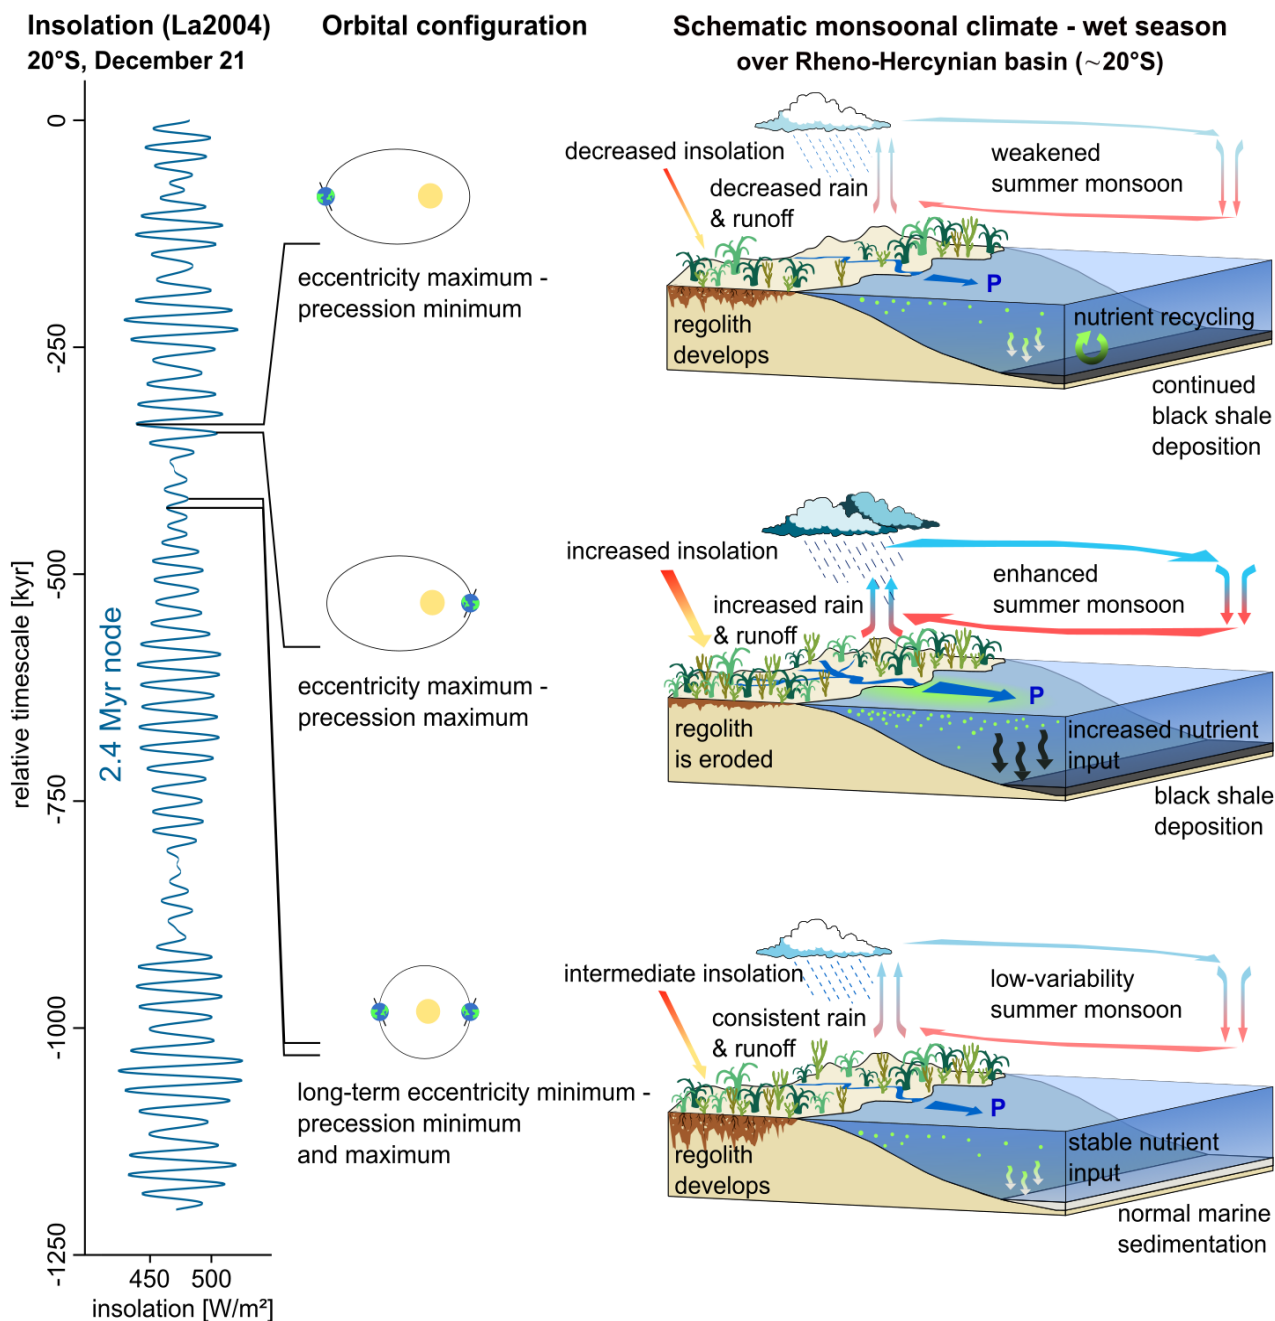 Insolation (La2004)
20°S, December 21
Orbital configuration
Schematic monsoonal climate - wet season
over Rheno-Hercynian basin (~20°S)
relative timescale [kyr]
0
-250
-500
-750
-1000
-11250
2.4 Myr node
450
500
insolation [W/m²]
eccentricity maximum -
precession minimum
eccentricity maximum -
precession maximum
long-term eccentricity minimum -
precession minimum
and maximum
decreased insolation
decreased rain
& runoff
weakened
summer monsoon
P
regolith
develops
nutrient recycling
continued
black shale
deposition
increased insolation
increased rain
& runoff
enhanced
summer monsoon
P
regolith
is eroded
increased nutrient
input
black shale
deposition
intermediate insolation
consistent rain
& runoff
low-variability
summer monsoon
P
regolith
develops
stable nutrient
input
normal marine
sedimentation